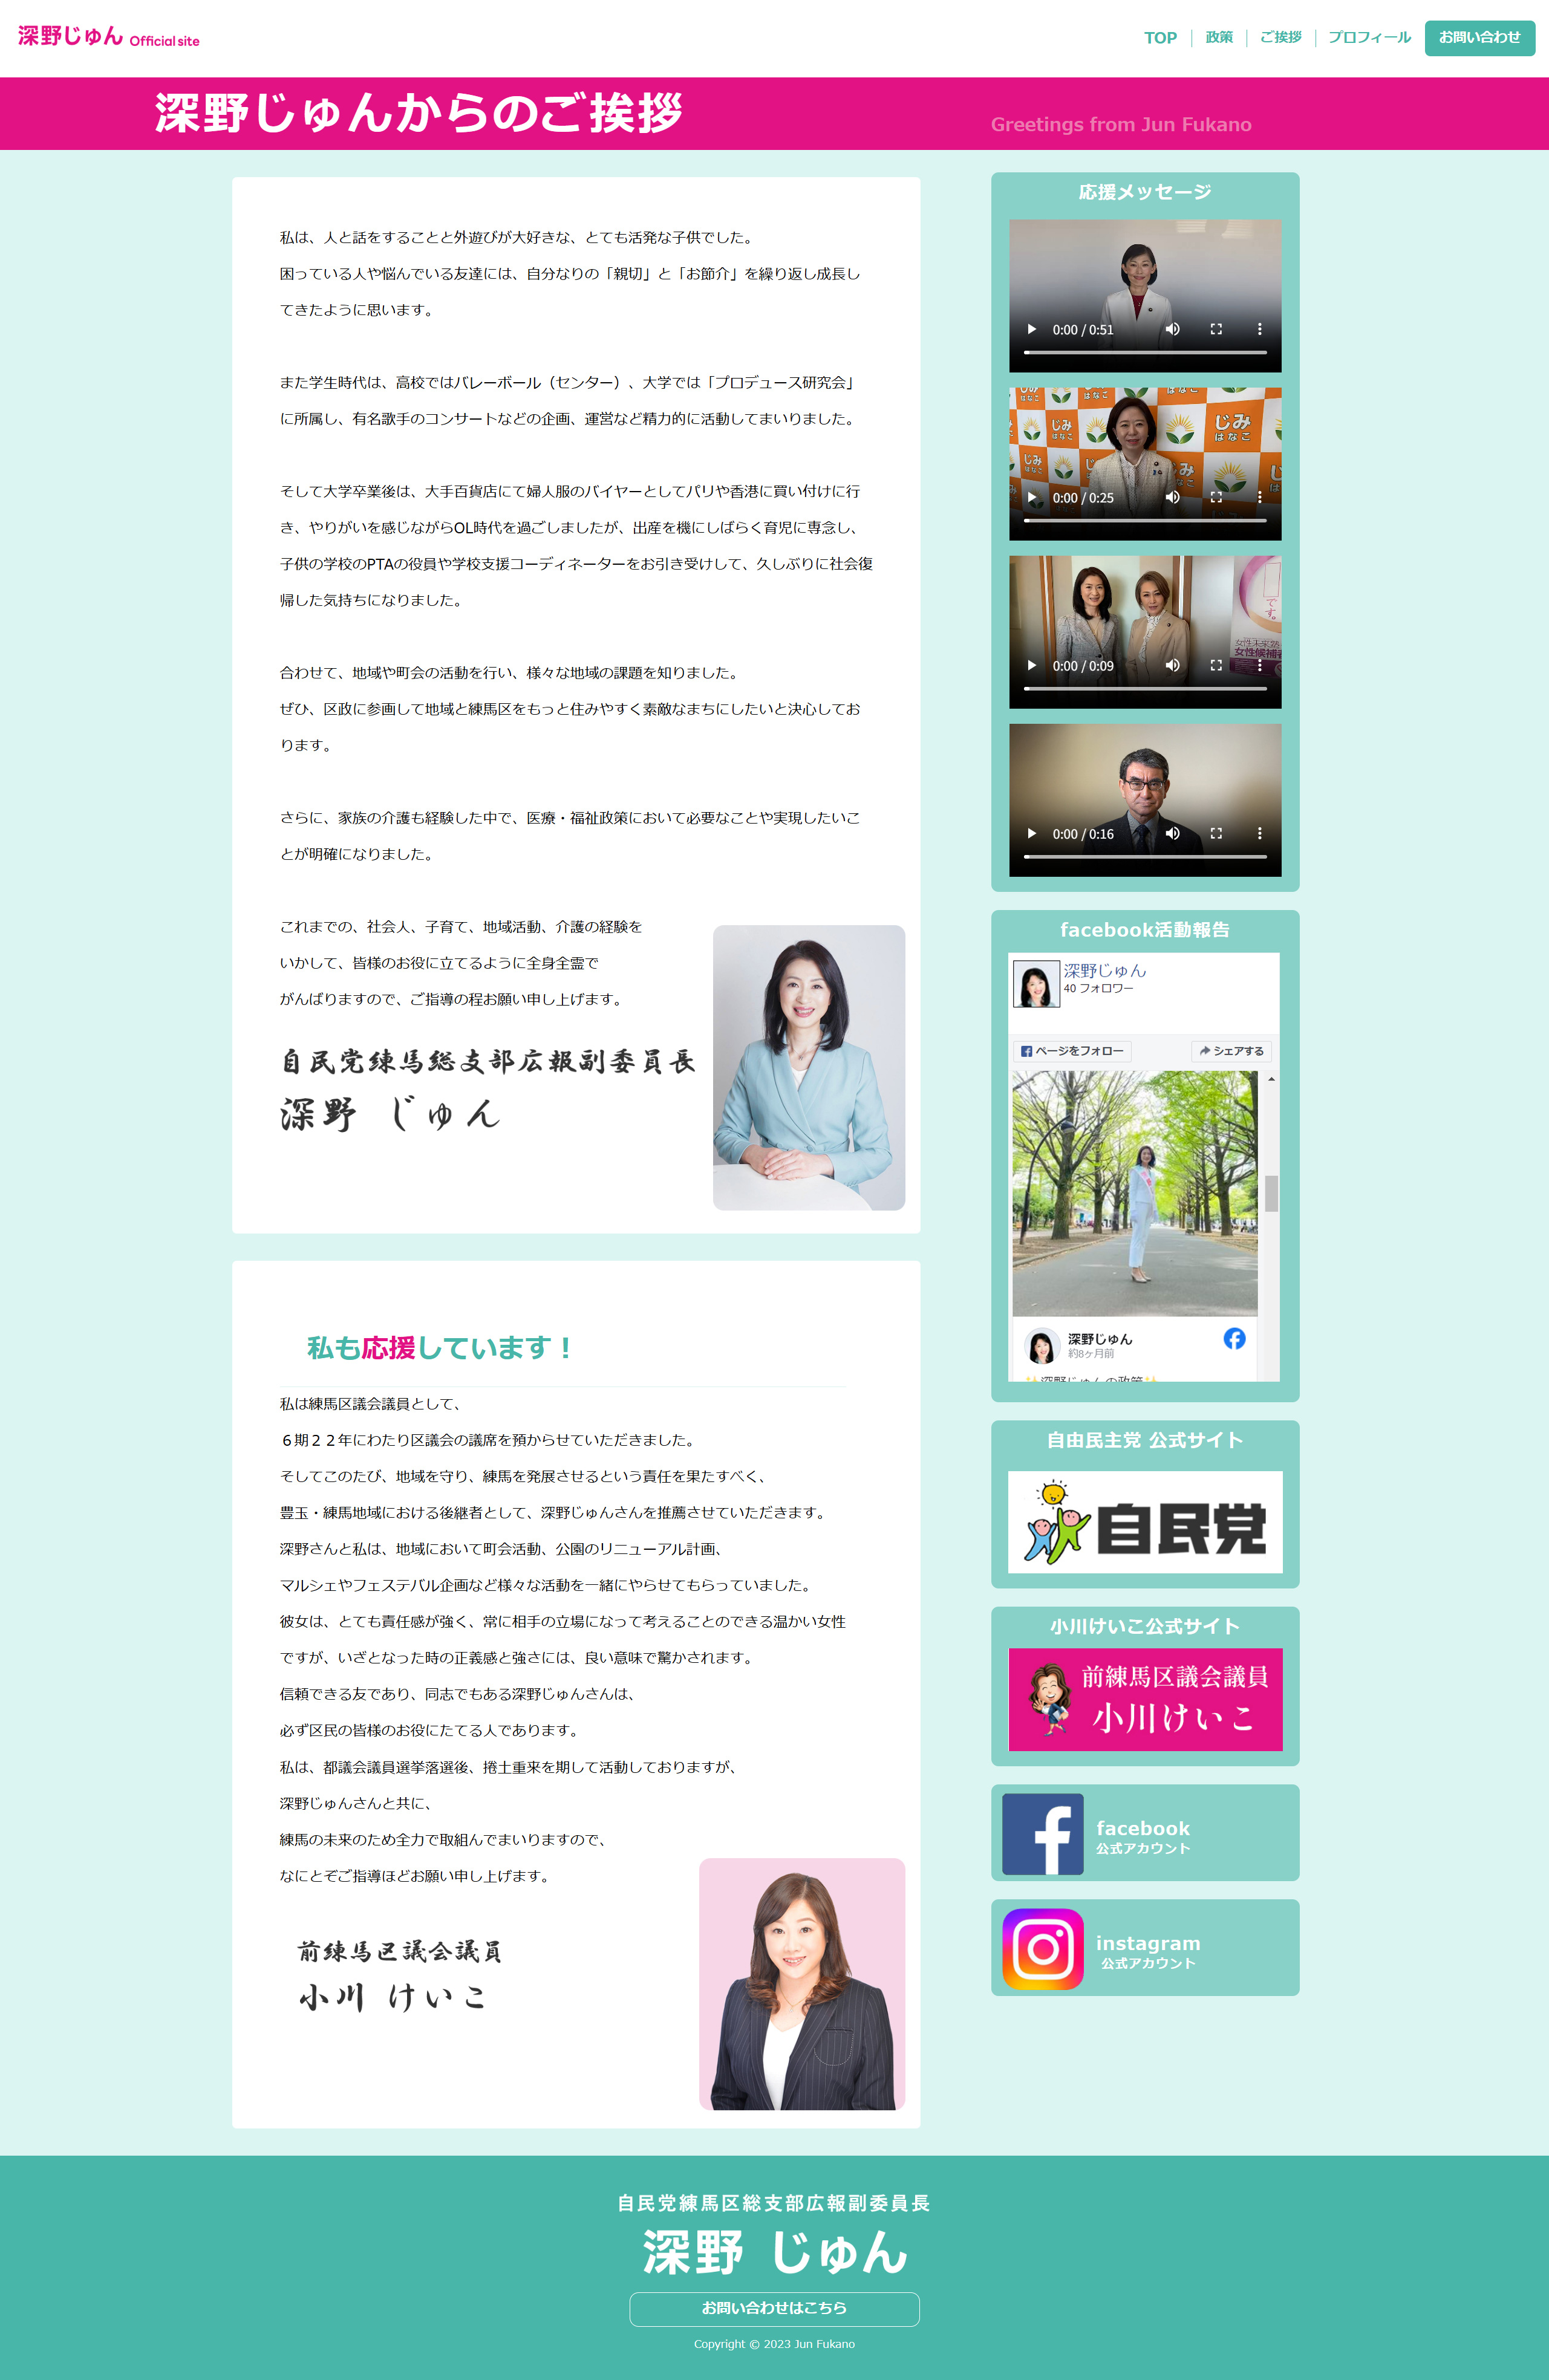 深野じゅん Official site
TOP
政策
ご挨拶
プロフィール
お問い合わせ
深野じゅんからのご挨拶
Greetings from Jun Fukano
私は、人と話をすることと外遊びが大好きな、とても活発な子供でした。
困っている人や悩んでいる友達には、自分なりの「親切」と「お節介」を繰り返し成長し
てきたように思います。
また学生時代は、高校ではバレーボール（センター）、大学では「プロデュース研究会」
に所属し、有名歌手のコンサートなどの企画、運営など精力的に活動してまいりました。
そして大学卒業後は、大手百貨店にて婦人服のバイヤーとしてパリや香港に買い付けに行
き、やりがいを感じながらOL時代を過ごしましたが、出産を機にしばらく育児に専念し、
子供の学校のPTAの役員や学校支援コーディネーターをお引き受けして、久しぶりに社会復
帰した気持ちになりました。
合わせて、地域や町会の活動を行い、様々な地域の課題を知りました。
ぜひ、区政に参画して地域と練馬区をもっと住みやすく素敵なまちにしたいと決心してお
ります。
さらに、家族の介護も経験した中で、医療・福祉政策において必要なことや実現したいこ
とが明確になりました。
これまでの、社会人、子育て、地域活動、介護の経験を
いかして、皆様のお役に立てるように全身全霊で
がんばりますので、ご指導の程お願い申し上げます。
自民党練馬総支部広報副委員長
深野 じゅん
私も応援しています！
私は練馬区議会議員として、
６期２２年にわたり区議会の議席を預からせていただきました。
そしてこのたび、地域を守り、練馬を発展させるという責任を果たすべく、
豊玉・練馬地域における後継者として、深野じゅんさんを推薦させていただきます。
深野さんと私は、地域において町会活動、公園のリニューアル計画、
マルシェやフェステバル企画など様々な活動を一緒にやらせてもらっていました。
彼女は、とても責任感が強く、常に相手の立場になって考えることのできる温かい女性
ですが、いざとなった時の正義感と強さには、良い意味で驚かされます。
信頼できる友であり、同志でもある深野じゅんさんは、
必ず区民の皆様のお役にたてる人であります。
私は、都議会議員選挙落選後、捲土重来を期して活動しておりますが、
深野じゅんさんと共に、
練馬の未来のため全力で取組んでまいりますので、
なにとぞご指導ほどお願い申し上げます。
前練馬区議会議員
小川 けいこ
応援メッセージ
0:00 / 0:51
じみ
はなこ
じみ
はなこ
じみ
はなこ
0:00 / 0:25
です。
女性未来塾
女性候補者
0:00 / 0:09
0:00 / 0:16
facebook活動報告
深野じゅん
40 フォロワー
ページをフォロー
シェアする
深野じゅん
約8ヶ月前
✨深野じゅんの政策✨
自由民主党 公式サイト
自民党
小川けいこ公式サイト
前練馬区議会議員
小川けいこ
facebook
公式アカウント
instagram
公式アカウント
自民党練馬区総支部広報副委員長
深野 じゅん
お問い合わせはこちら
Copyright © 2023 Jun Fukano